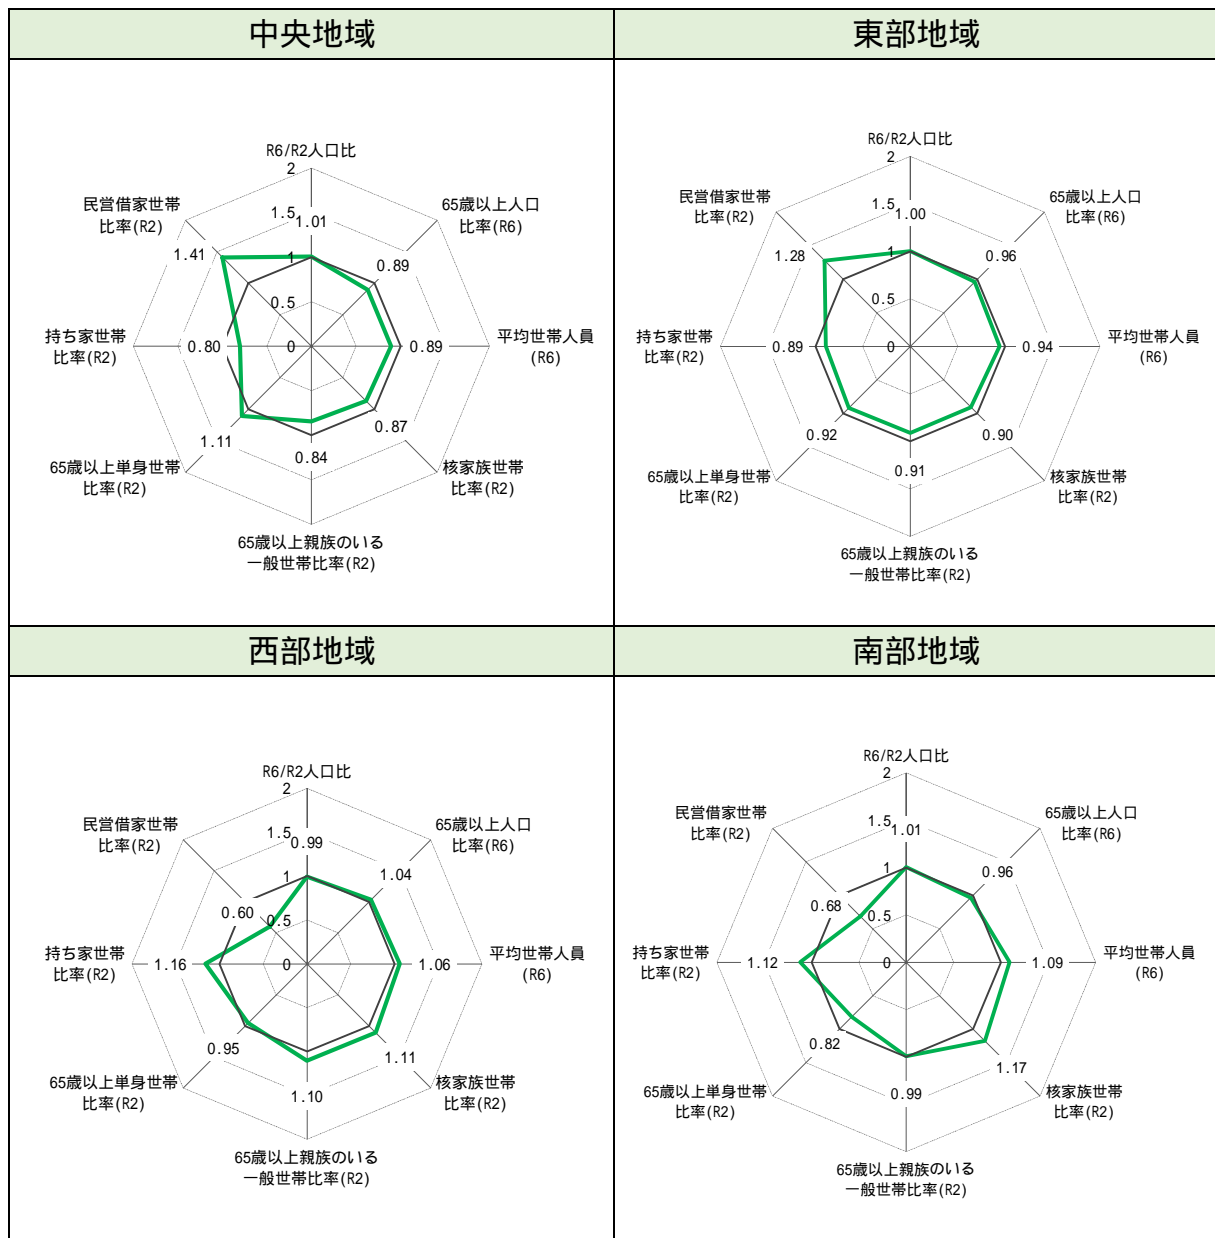 中央地域
R6/R2人口比
2
1.5
1.01
1
0.5
0
65歳以上人口
比率(R6)
0.89
平均世帯人員
(R6)
0.89
核家族世帯
比率(R2)
0.87
65歳以上親族のいる
一般世帯比率(R2)
0.84
65歳以上単身世帯
比率(R2)
1.11
持ち家世帯
比率(R2)
0.80
民営借家世帯
比率(R2)
1.41
東部地域
R6/R2人口比
2
1.5
1.00
1
0.5
0
65歳以上人口
比率(R6)
0.96
平均世帯人員
(R6)
0.94
核家族世帯
比率(R2)
0.90
65歳以上親族のいる
一般世帯比率(R2)
0.91
65歳以上単身世帯
比率(R2)
0.92
持ち家世帯
比率(R2)
0.89
民営借家世帯
比率(R2)
1.28
西部地域
R6/R2人口比
2
1.5
0.99
1
0.5
0
65歳以上人口
比率(R6)
1.04
平均世帯人員
(R6)
1.06
核家族世帯
比率(R2)
1.11
65歳以上親族のいる
一般世帯比率(R2)
1.10
65歳以上単身世帯
比率(R2)
0.95
持ち家世帯
比率(R2)
1.16
民営借家世帯
比率(R2)
0.60
南部地域
R6/R2人口比
2
1.5
1.01
1
0.5
0
65歳以上人口
比率(R6)
0.96
平均世帯人員
(R6)
1.09
核家族世帯
比率(R2)
1.17
65歳以上親族のいる
一般世帯比率(R2)
0.99
65歳以上単身世帯
比率(R2)
0.82
持ち家世帯
比率(R2)
1.12
民営借家世帯
比率(R2)
0.68